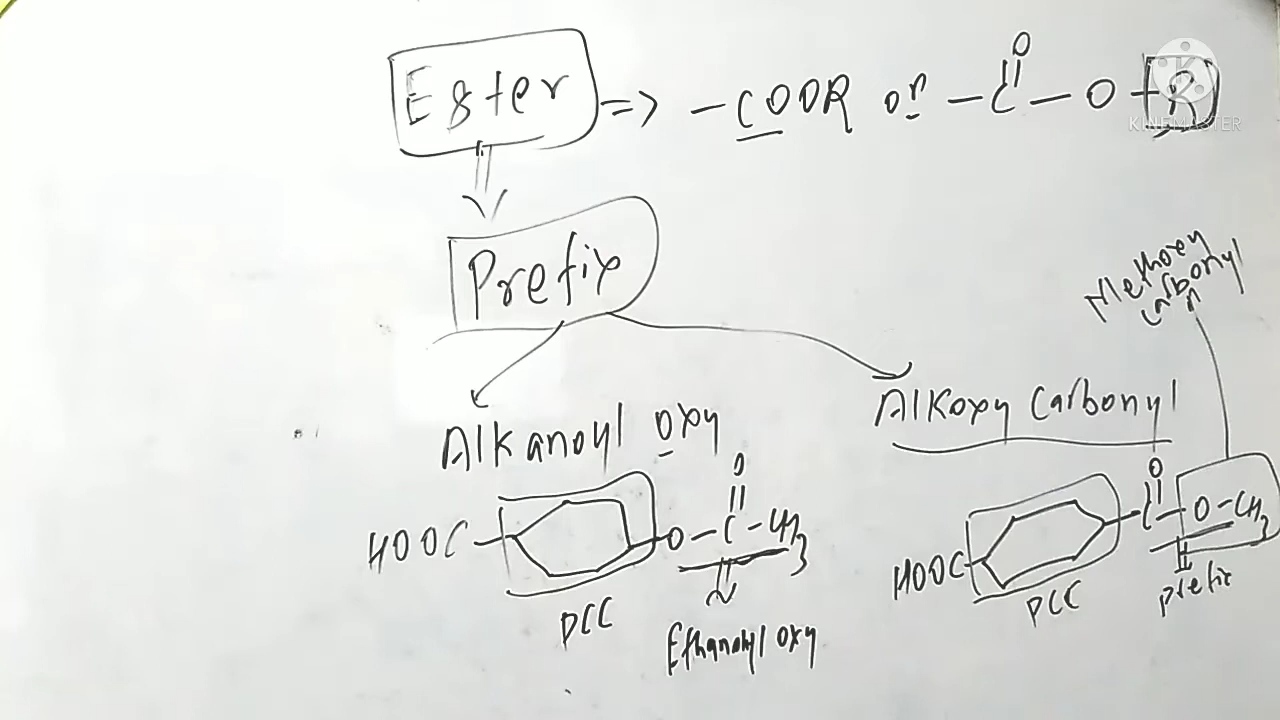 Ester => -COOR or -C-O-R
O
KINEMASTER
Prefix
Methoxy
carbonyl
Alkanoyl oxy
Alkoxy Carbonyl
O
O
HOOC-
-O-C-CH3
HOOC-
-C-O-CH3
PCC
PCC
prefix
Ethanoyl oxy